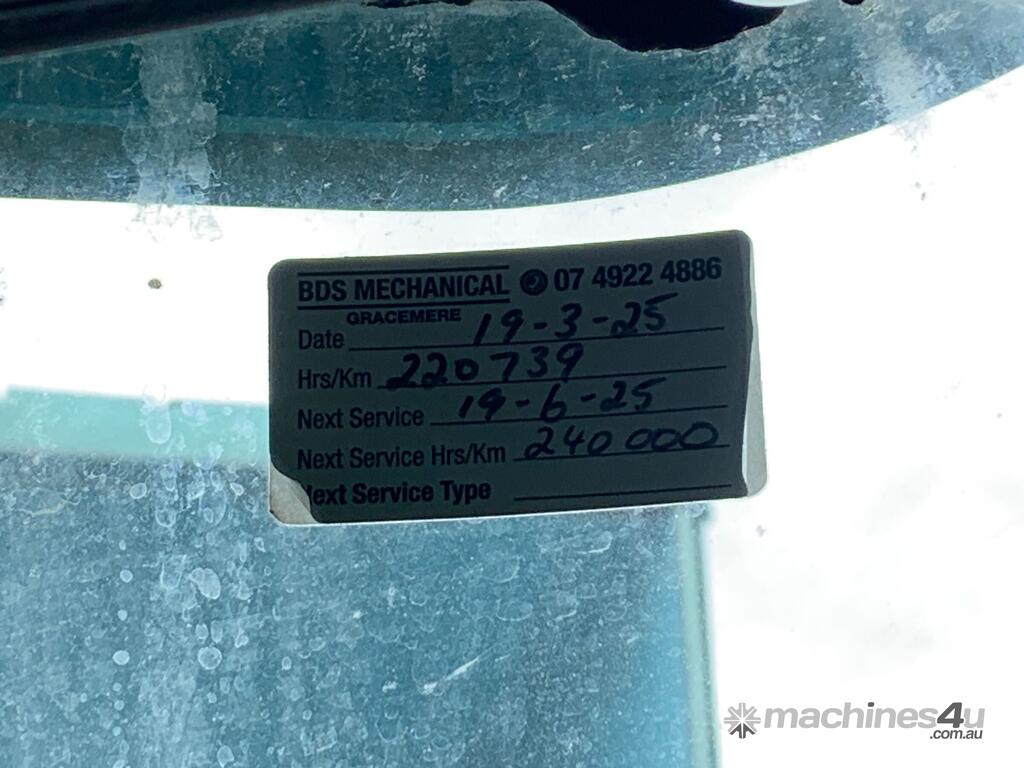 BDS MECHANICAL 07 4922 4886
GRACEMERE
Date 19-3-25
Hrs/Km 220739
Next Service 19-6-25
Next Service Hrs/Km 240000
Next Service Type
machines4u
.com.au